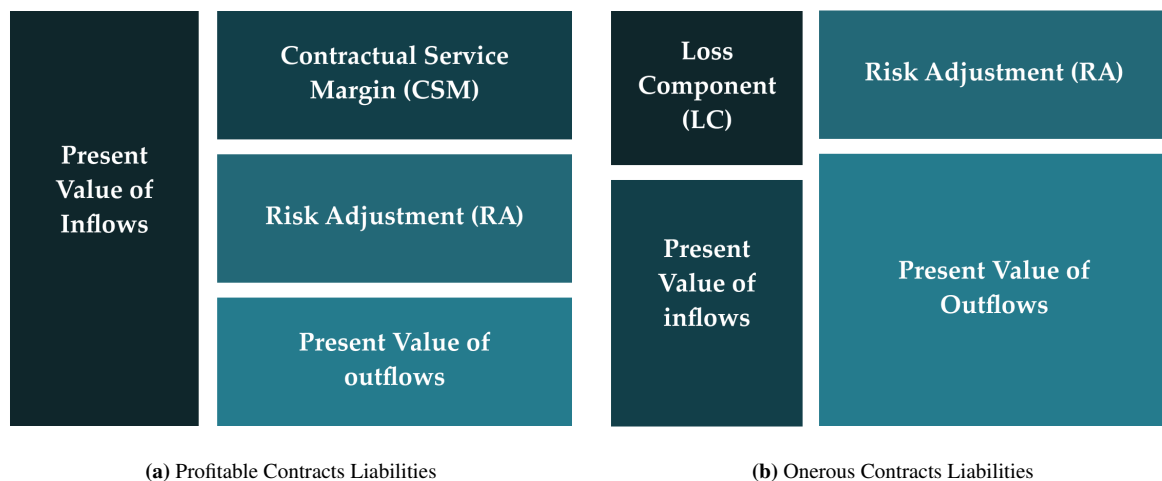 Present
Value of
Inflows
Contractual Service
Margin (CSM)
Risk Adjustment (RA)
Present Value of
outflows
(a) Profitable Contracts Liabilities
Loss
Component
(LC)
Present
Value of
inflows
Risk Adjustment (RA)
Present Value of
Outflows
(b) Onerous Contracts Liabilities